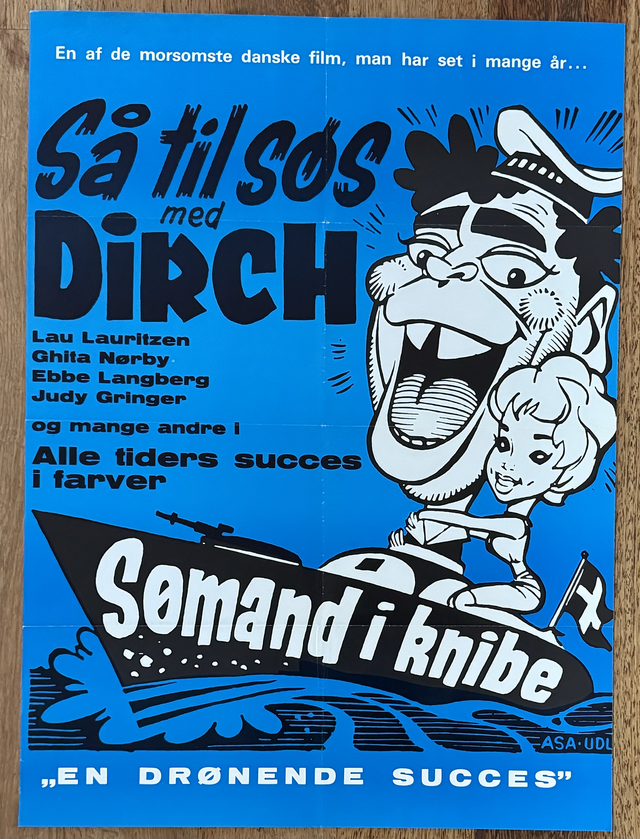 En af de morsomste danske film, man har set i mange år...
Så til søs
med
DiRCH
Lau Lauritzen
Ghita Nørby
Ebbe Langberg
Judy Gringer
og mange andre i
Alle tiders succes
i farver
Sømand i knibe
ASA·UDL
„EN DRØNENDE SUCCES”